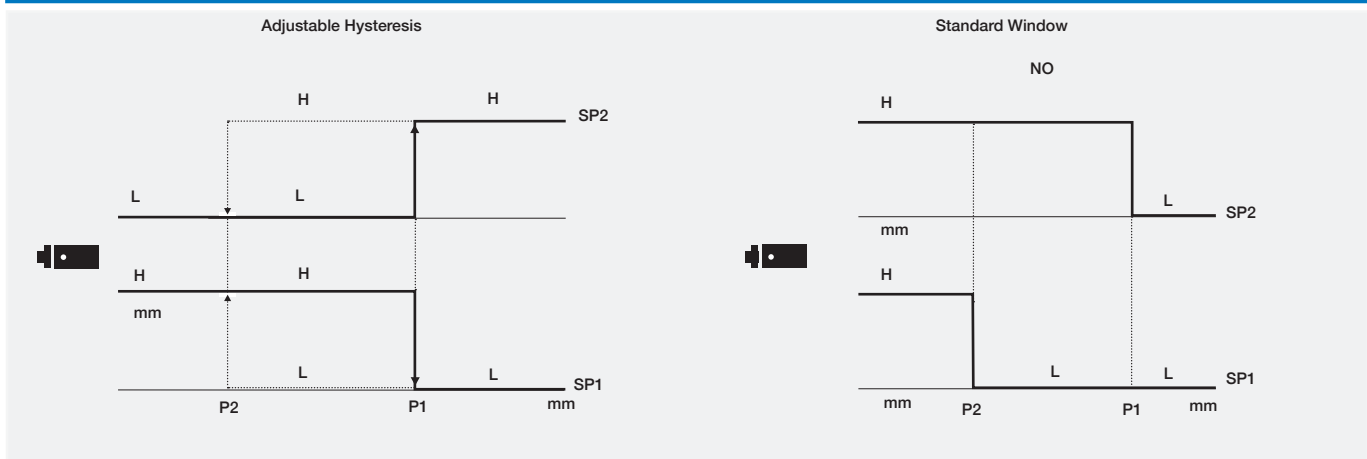 Adjustable Hysteresis
H H
SP2
L L
H H
mm
L L
SP1
P2 P1 mm
Standard Window
NO
H
L
SP2
mm
H
L L
SP1
mm P2 P1 mm